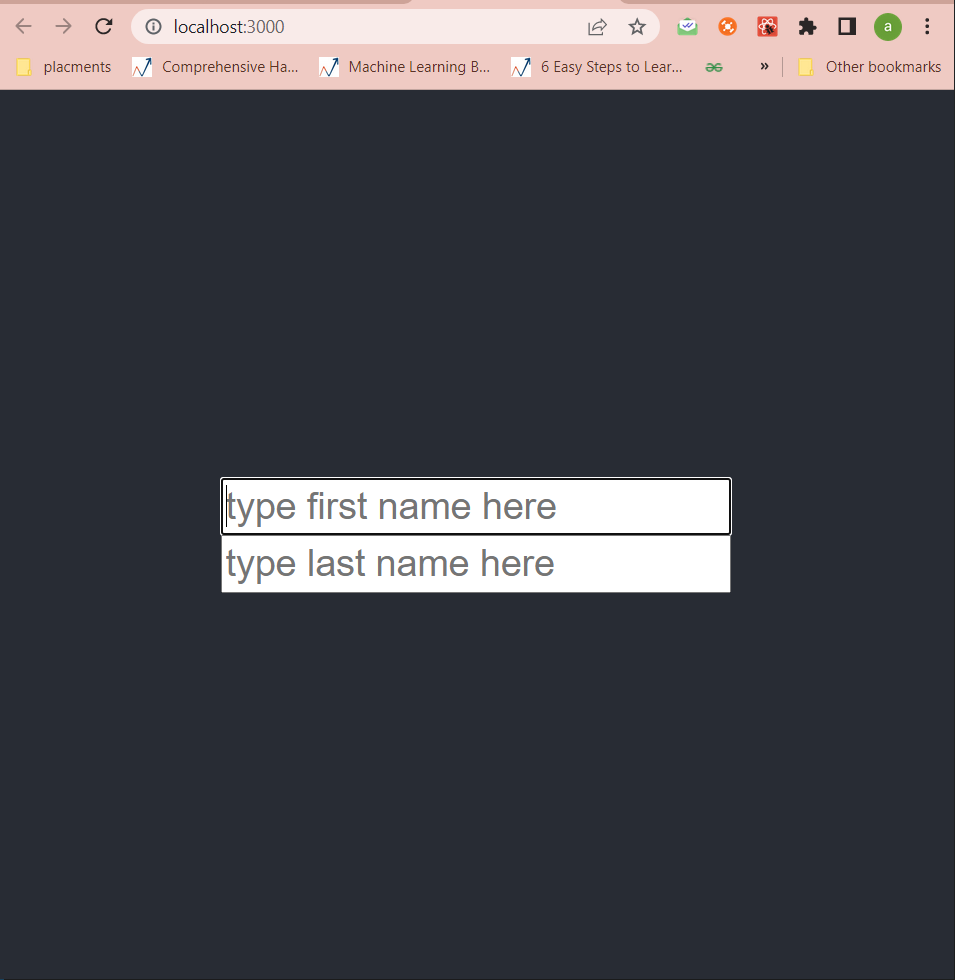 localhost:3000
a
placments Comprehensive Ha... Machine Learning B... 6 Easy Steps to Lear... » Other bookmarks
type first name here
type last name here